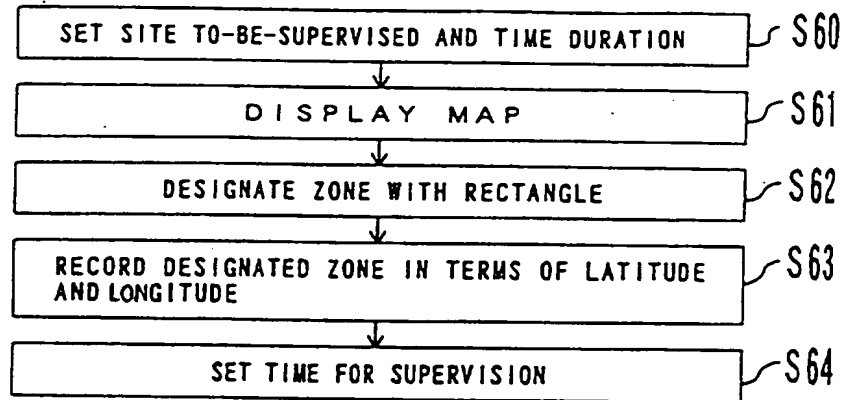 SET SITE TO-BE-SUPERVISED AND TIME DURATION S60
DISPLAY MAP S61
DESIGNATE ZONE WITH RECTANGLE S62
RECORD DESIGNATED ZONE IN TERMS OF LATITUDE S63
AND LONGITUDE
SET TIME FOR SUPERVISION S64